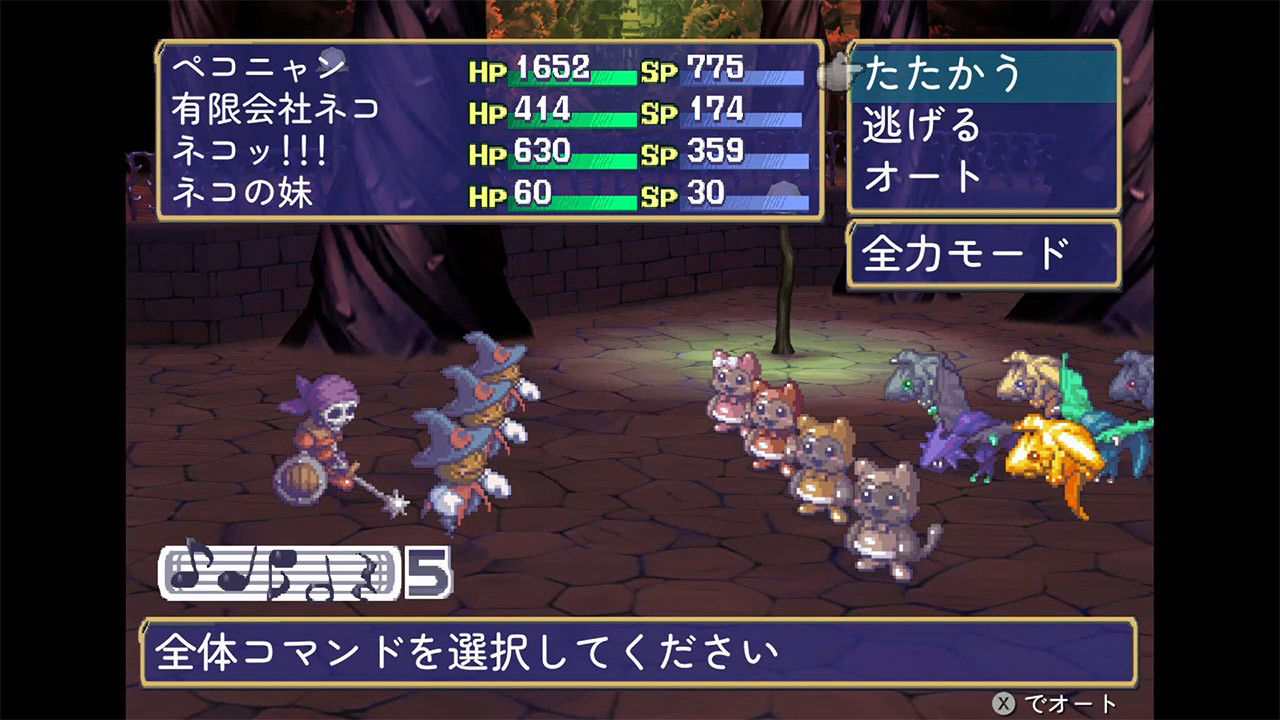 ペコニャン HP 1652 SP 775
有限会社ネコ HP 414 SP 174
ネコッ!!! HP 630 SP 359
ネコの妹 HP 60 SP 30
たたかう
逃げる
オート
全力モード
5
全体コマンドを選択してください
X でオート